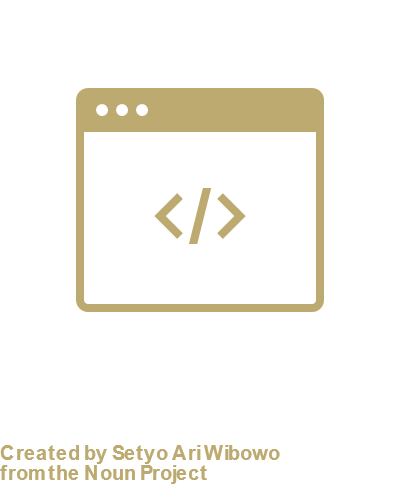 </>
Created by Setyo Ari Wibowo
from the Noun Project